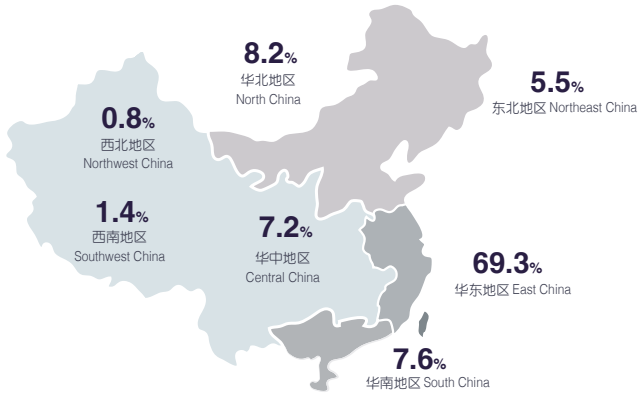 8.2%
华北地区
North China
5.5%
东北地区 Northeast China
0.8%
西北地区
Northwest China
1.4%
西南地区
Southwest China
7.2%
华中地区
Central China
69.3%
华东地区 East China
7.6%
华南地区 South China